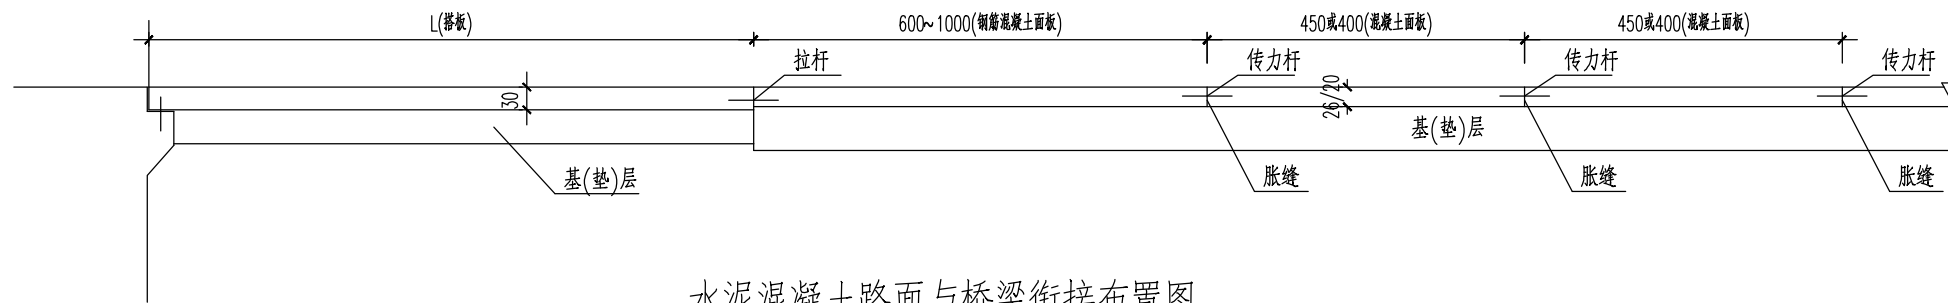 L(搭板)
600~1000(钢筋混凝土面板)
450或400(混凝土面板)
450或400(混凝土面板)
拉杆
传力杆
传力杆
传力杆
30
26/20
基(垫)层
基(垫)层
胀缝
胀缝
胀缝
水泥混凝土路面与桥梁衔接布置图